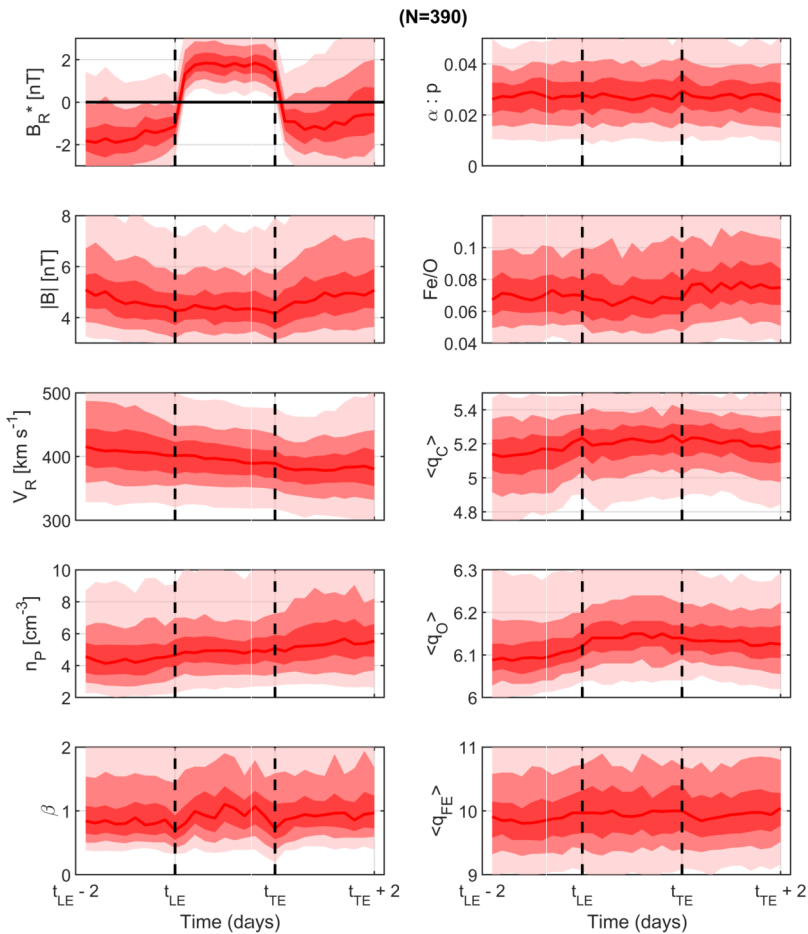 (N=390)
B_R* [nT]
2
0
-2
α : p
0.04
0.02
0
|B| [nT]
8
6
4
Fe/O
0.1
0.08
0.06
0.04
V_R [km s⁻¹]
500
400
300
<q_C>
5.4
5.2
5
4.8
n_P [cm⁻³]
10
8
6
4
2
<q_O>
6.3
6.2
6.1
6
β
2
1
0
<q_FE>
11
10
9
t_LE - 2 t_LE t_TE t_TE + 2
Time (days)
t_LE - 2 t_LE t_TE t_TE + 2
Time (days)